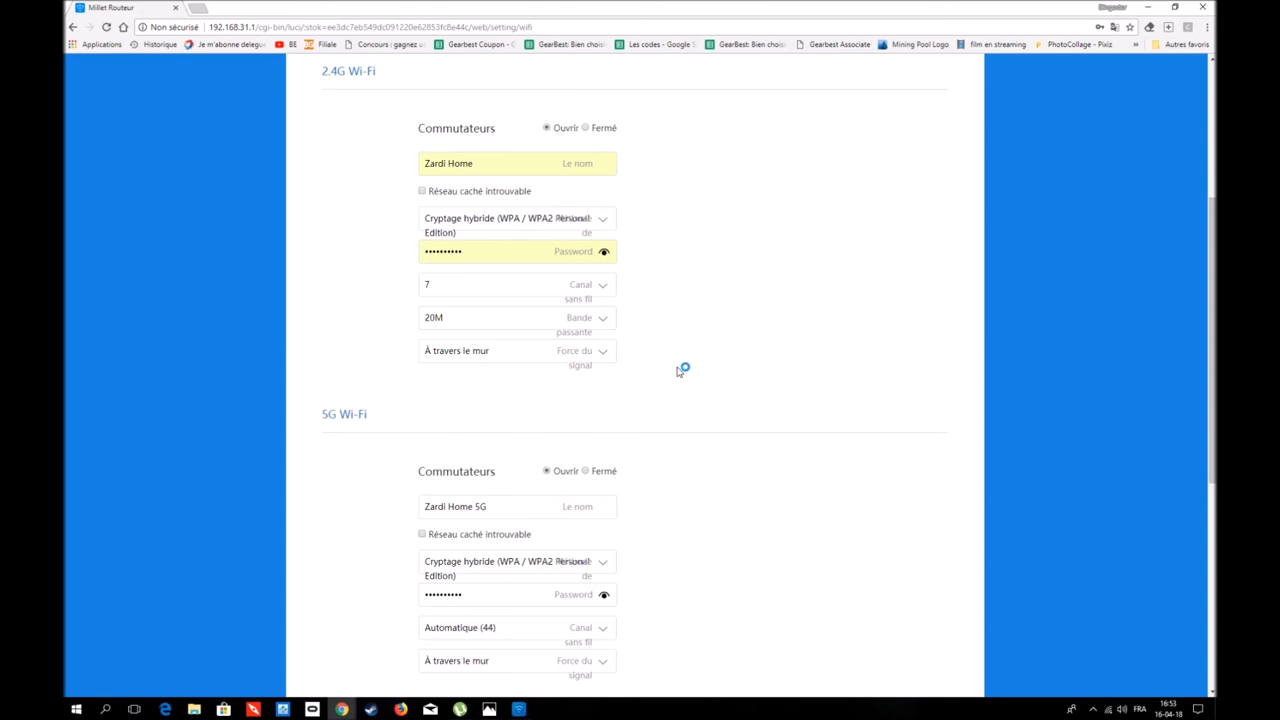 Millet Routeur
Non sécurisé 192.168.31.1/cgi-bin/luci/;stok=ee3dc7eb549dc091220e62853fc8e44c/web/setting/wifi
Applications Historique Je m'abonne delegu BE Filiale Concours : gagnez u Gearbest Coupon - G GearBest: Bien chois Les codes - Google S GearBest: Bien choisi Gearbest Associate Mining Pool Logo film en streaming PhotoCollage - Pixiz » Autres favoris
2.4G Wi-Fi
Commutateurs Ouvrir Fermé
Zardi Home Le nom
Réseau caché introuvable
Cryptage hybride (WPA / WPA2 Personal
Edition) de
•••••••••• Password
7 Canal
sans fil
20M Bande
passante
À travers le mur Force du
signal
5G Wi-Fi
Commutateurs Ouvrir Fermé
Zardi Home 5G Le nom
Réseau caché introuvable
Cryptage hybride (WPA / WPA2 Personal
Edition) de
•••••••••• Password
Automatique (44) Canal
sans fil
À travers le mur Force du
signal
FRA
16:53
16-04-18